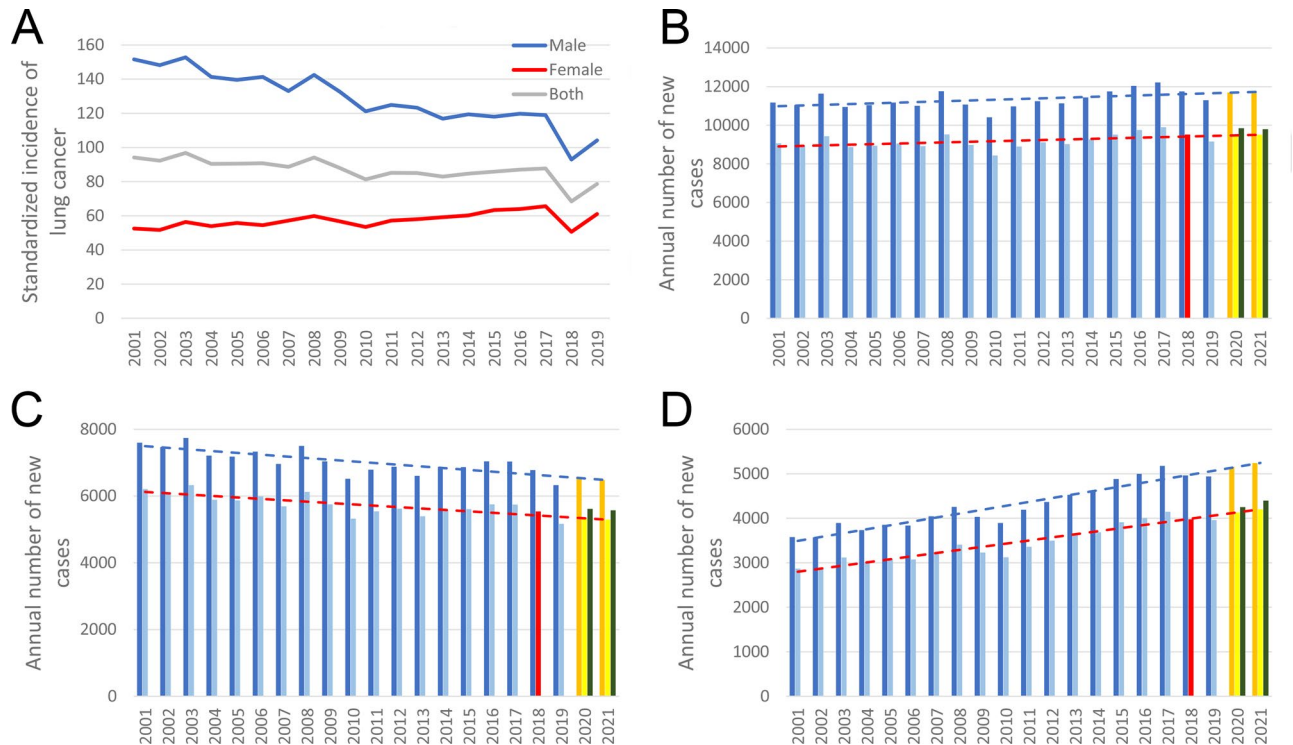 A
Standardized incidence of
lung cancer
160
140
120
100
80
60
40
20
0
Male
Female
Both
2001 2002 2003 2004 2005 2006 2007 2008 2009 2010 2011 2012 2013 2014 2015 2016 2017 2018 2019
B
Annual number of new
cases
14000
12000
10000
8000
6000
4000
2000
0
2001 2002 2003 2004 2005 2006 2007 2008 2009 2010 2011 2012 2013 2014 2015 2016 2017 2018 2019 2020 2021
C
Annual number of new
cases
8000
6000
4000
2000
0
2001 2002 2003 2004 2005 2006 2007 2008 2009 2010 2011 2012 2013 2014 2015 2016 2017 2018 2019 2020 2021
D
Annual number of new
cases
6000
5000
4000
3000
2000
1000
0
2001 2002 2003 2004 2005 2006 2007 2008 2009 2010 2011 2012 2013 2014 2015 2016 2017 2018 2019 2020 2021